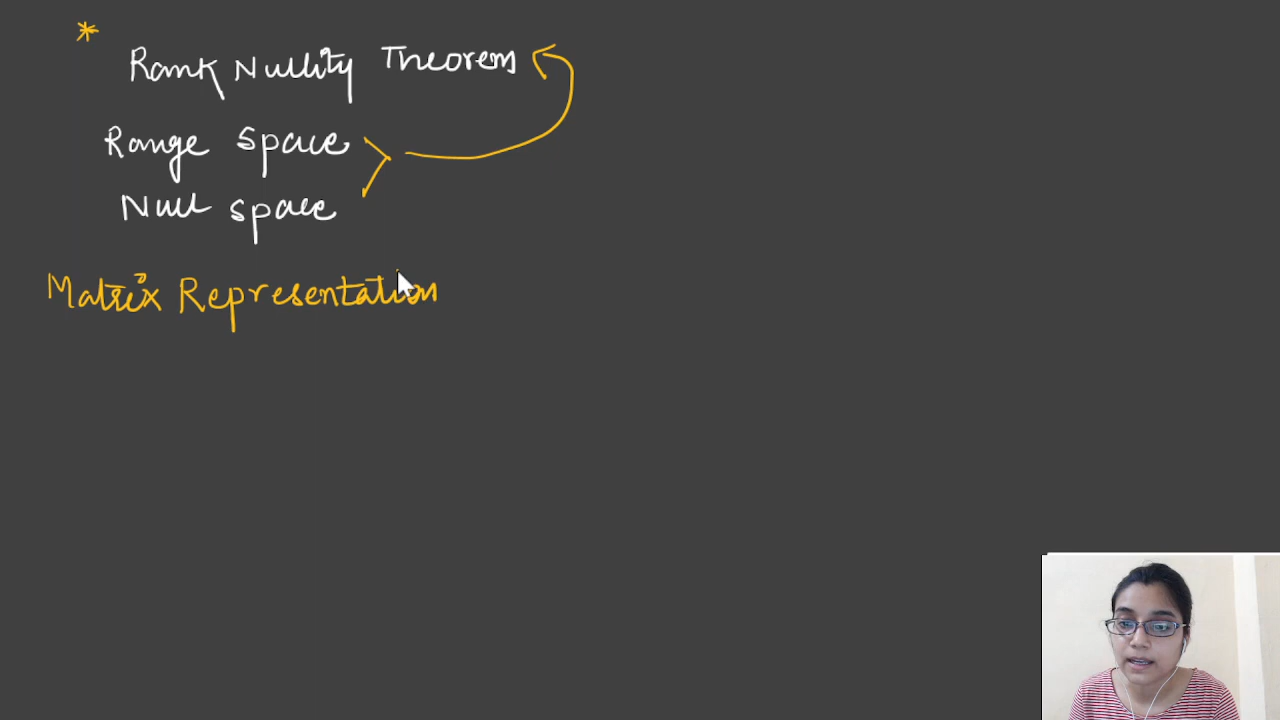 *
Rank Nullity Theorem
Range space
Null space
Matrix Representation